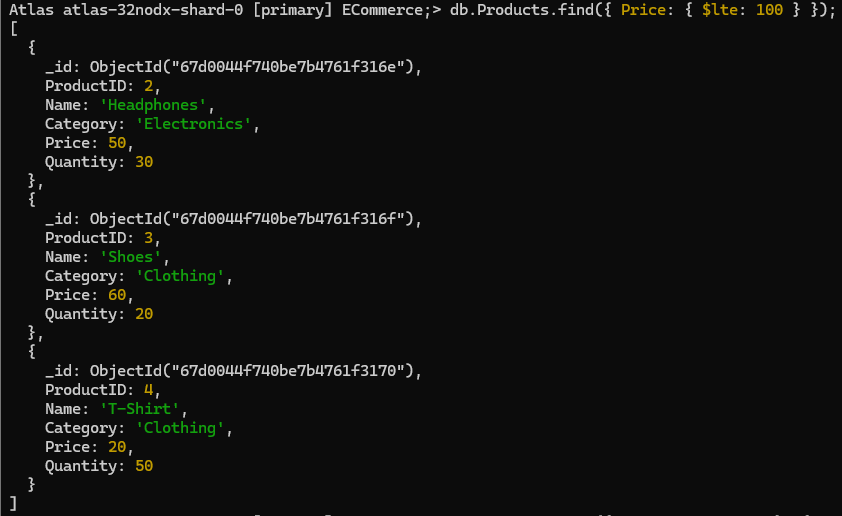 Atlas atlas-32nodx-shard-0 [primary] ECommerce;> db.Products.find({ Price: { $lte: 100 } });
[
  {
    _id: ObjectId("67d0044f740be7b4761f316e"),
    ProductID: 2,
    Name: 'Headphones',
    Category: 'Electronics',
    Price: 50,
    Quantity: 30
  },
  {
    _id: ObjectId("67d0044f740be7b4761f316f"),
    ProductID: 3,
    Name: 'Shoes',
    Category: 'Clothing',
    Price: 60,
    Quantity: 20
  },
  {
    _id: ObjectId("67d0044f740be7b4761f3170"),
    ProductID: 4,
    Name: 'T-Shirt',
    Category: 'Clothing',
    Price: 20,
    Quantity: 50
  }
]